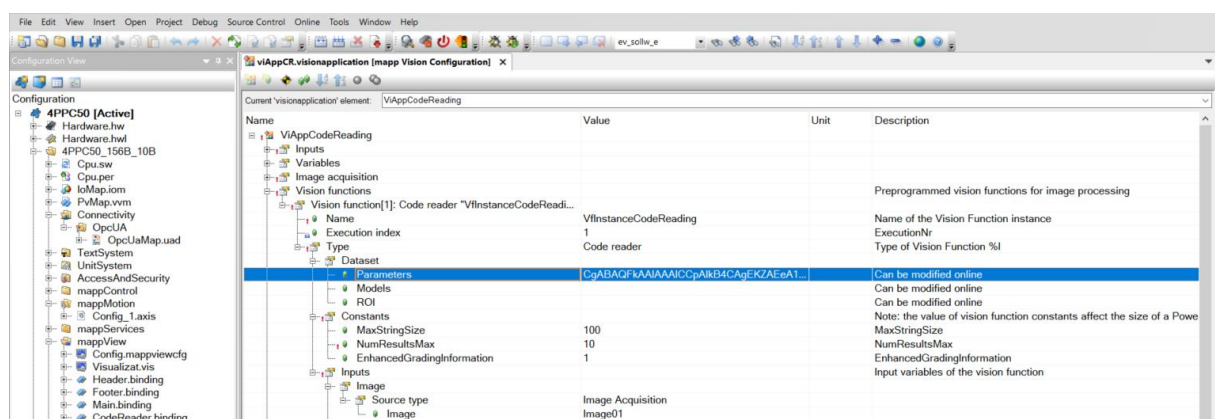 File Edit View Insert Open Project Debug Source Control Online Tools Window Help
ev_sollw_e
Configuration View
viAppCR.visionapplication [mapp Vision Configuration] X
Current 'visionapplication' element: ViAppCodeReading
Configuration
4PPC50 [Active]
Hardware.hw
Hardware.hwl
4PPC50_156B_10B
Cpu.sw
Cpu.per
IoMap.iom
PvMap.vvm
Connectivity
OpcUA
OpcUaMap.uad
TextSystem
UnitSystem
AccessAndSecurity
mappControl
mappMotion
Config_1.axis
mappServices
mappView
Config.mappviewcfg
Visualizat.vis
Header.binding
Footer.binding
Main.binding
CodeReader.binding
Name Value Unit Description
ViAppCodeReading
Inputs
Variables
Image acquisition
Vision functions Preprogrammed vision functions for image processing
Vision function[1]: Code reader "VfInstanceCodeReadi...
Name VfInstanceCodeReading Name of the Vision Function instance
Execution index 1 ExecutionNr
Type Code reader Type of Vision Function %I
Dataset
Parameters CgABAQFkAAIAAAICCpAIkB4CAgEKZAEeA1... Can be modified online
Models Can be modified online
ROI Can be modified online
Constants Note: the value of vision function constants affect the size of a Powe
MaxStringSize 100 MaxStringSize
NumResultsMax 10 NumResultsMax
EnhancedGradingInformation 1 EnhancedGradingInformation
Inputs Input variables of the vision function
Image
Source type Image Acquisition
Image Image01